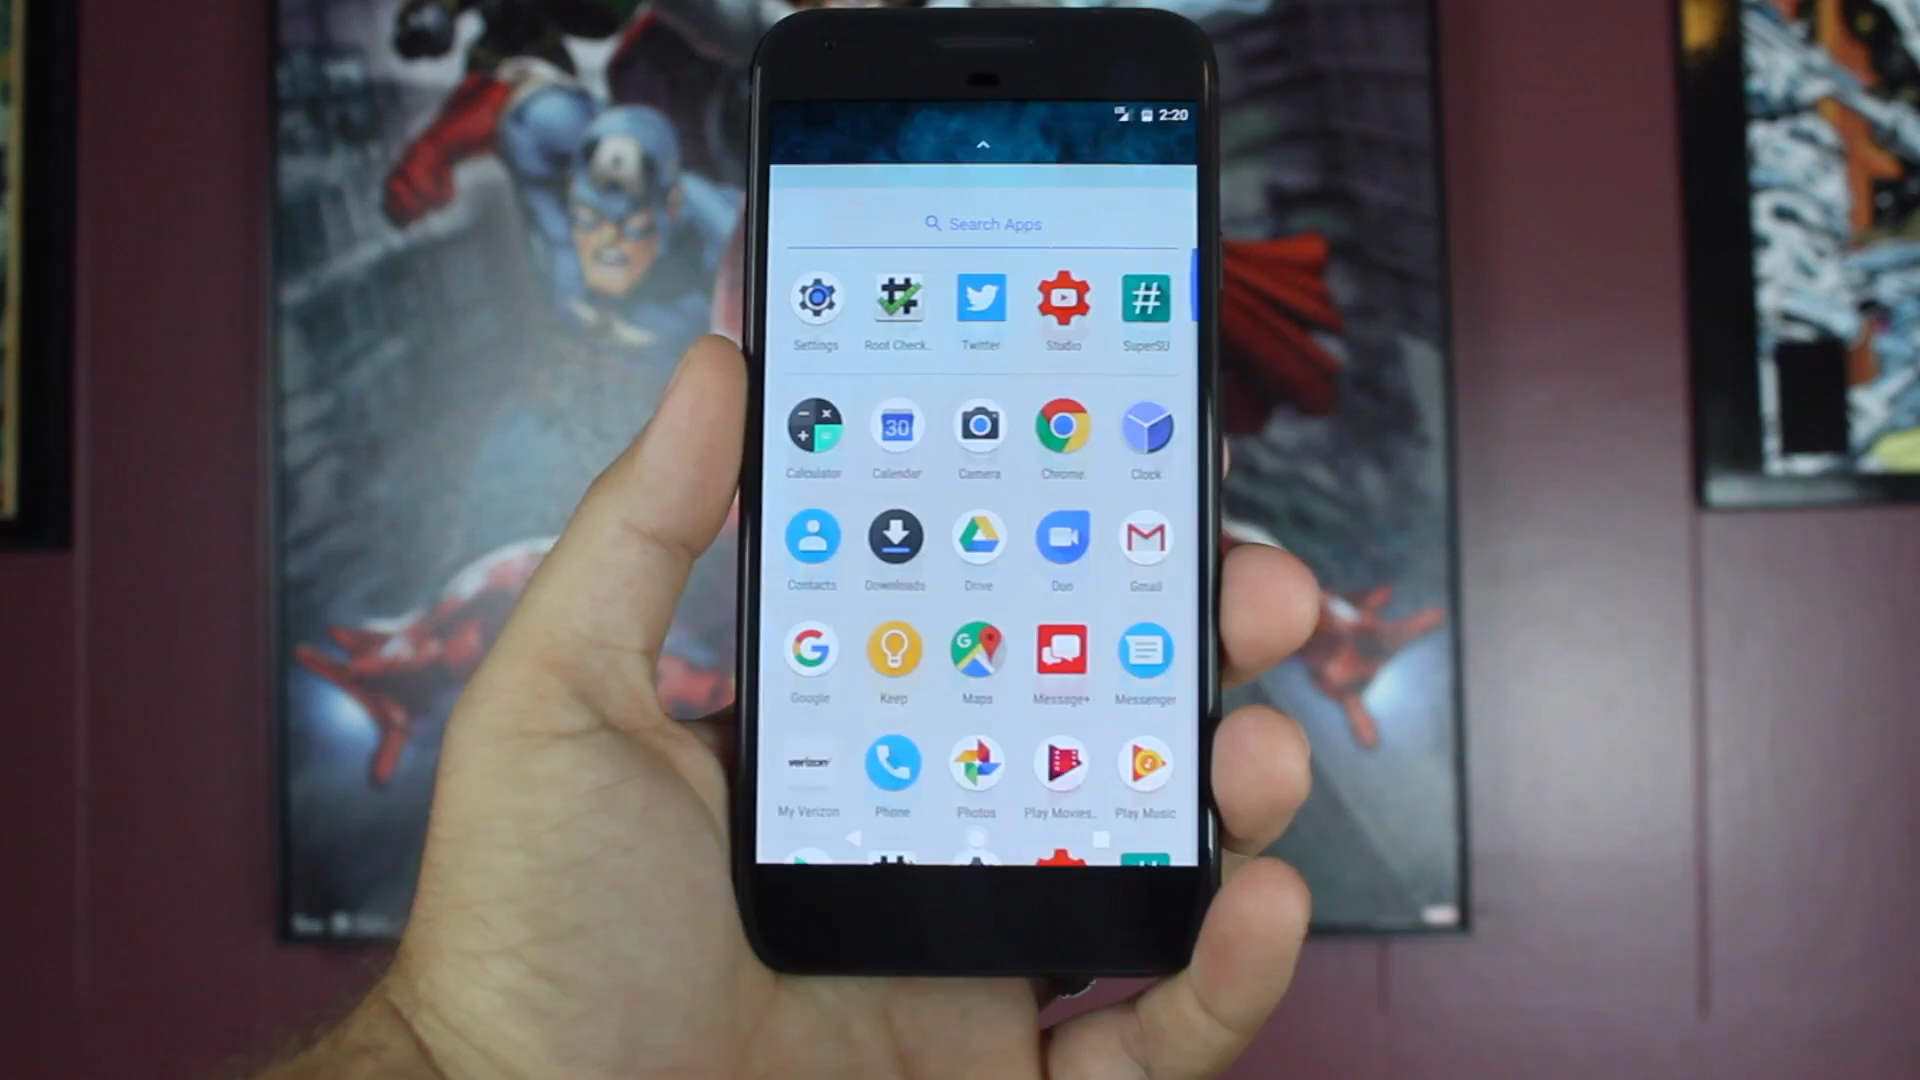 2:20
Search Apps
Settings Root Check.. Twitter Studio SuperSU
30
Calculator Calendar Camera Chrome Clock
Contacts Downloads Drive Duo Gmail
Google Keep Maps Message+ Messenger
verizon
My Verizon Phone Photos Play Movies.. Play Music